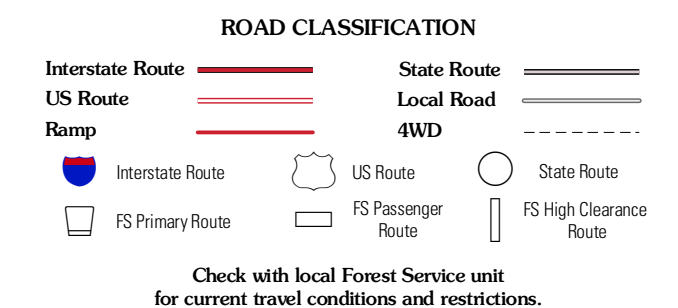 ROAD CLASSIFICATION
Interstate Route
State Route
US Route
Local Road
Ramp
4WD
Interstate Route
US Route
State Route
FS Primary Route
FS Passenger
Route
FS High Clearance
Route
Check with local Forest Service unit
for current travel conditions and restrictions.